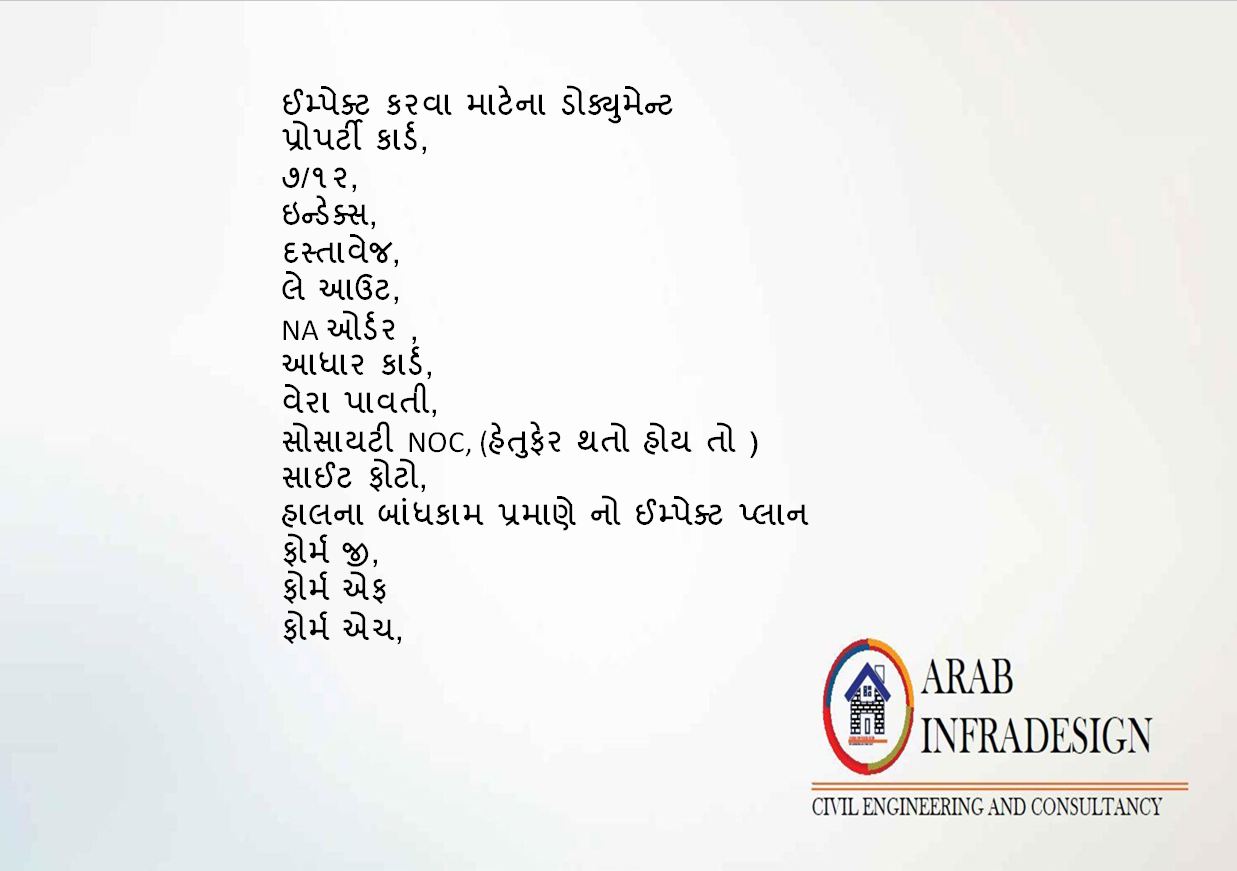 ઈમ્પેક્ટ કરવા માટેના ડોક્યુમેન્ટ
પ્રોપર્ટી કાર્ડ,
૭/૧૨,
ઇન્ડેક્સ,
દસ્તાવેજ,
લે આઉટ,
NA ઓર્ડર ,
આધાર કાર્ડ,
વેરા પાવતી,
સોસાયટી NOC, (હેતુફેર થતો હોય તો )
સાઈટ ફોટો,
હાલના બાંધકામ પ્રમાણે નો ઈમ્પેક્ટ પ્લાન
ફોર્મ જી,
ફોર્મ એફ
ફોર્મ એચ,
ARAB
INFRADESIGN
CIVIL ENGINEERING AND CONSULTANCY